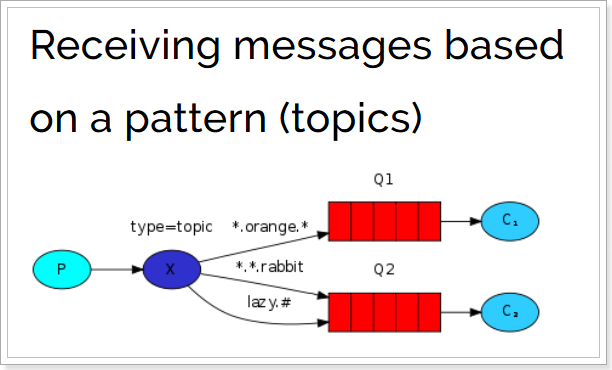 Receiving messages based
on a pattern (topics)
Q1
type=topic
*.orange.*
C₁
P
X
*.*.rabbit
Q2
lazy.#
C₂